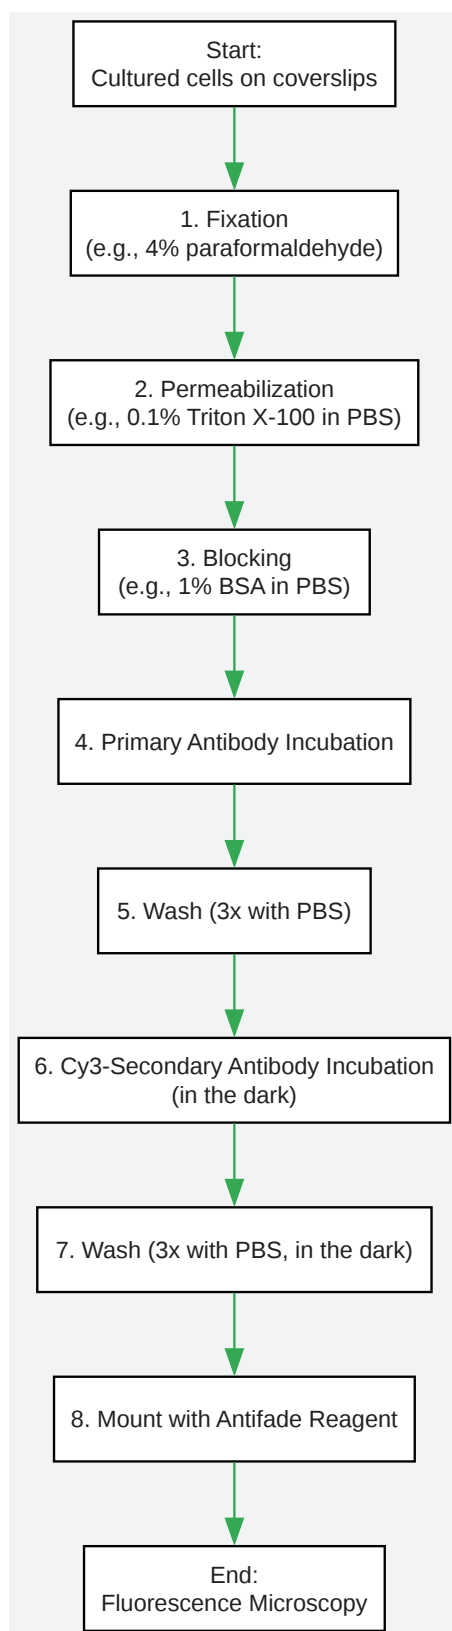 Start:
Cultured cells on coverslips
1. Fixation
(e.g., 4% paraformaldehyde)
2. Permeabilization
(e.g., 0.1% Triton X-100 in PBS)
3. Blocking
(e.g., 1% BSA in PBS)
4. Primary Antibody Incubation
5. Wash (3x with PBS)
6. Cy3-Secondary Antibody Incubation
(in the dark)
7. Wash (3x with PBS, in the dark)
8. Mount with Antifade Reagent
End:
Fluorescence Microscopy